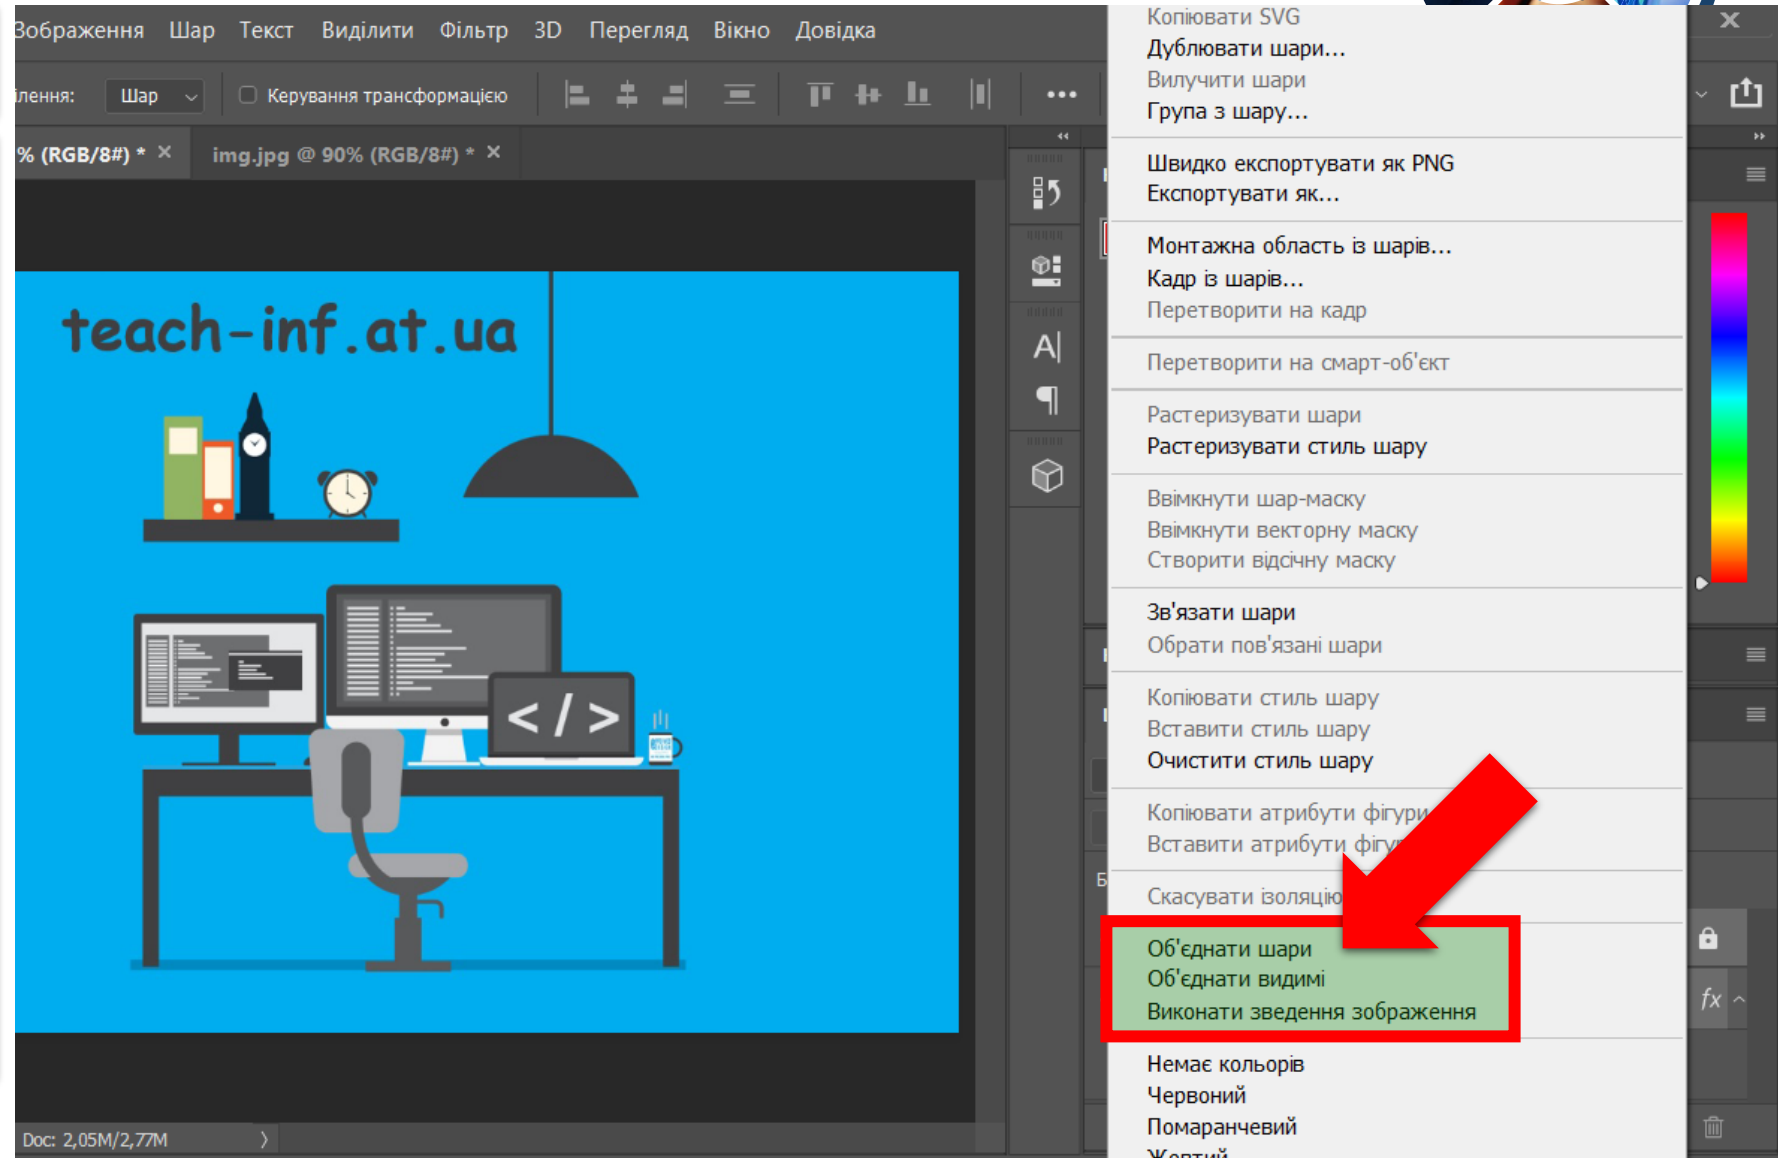 Зображення Шар Текст Виділити Фільтр 3D Перегляд Вікно Довідка
Шар Керування трансформацією
% (RGB/8#) * × img.jpg @ 90% (RGB/8#) * ×
teach-inf.at.ua
</>
Doc: 2,05M/2,77M
Копіювати SVG
Дублювати шари...
Вилучити шари
Група з шару...
Швидко експортувати як PNG
Експортувати як...
Монтажна область із шарів...
Кадр із шарів...
Перетворити на кадр
Перетворити на смарт-об'єкт
Растеризувати шари
Растеризувати стиль шару
Ввімкнути шар-маску
Ввімкнути векторну маску
Створити відсічну маску
Зв'язати шари
Обрати пов'язані шари
Копіювати стиль шару
Вставити стиль шару
Очистити стиль шару
Копіювати атрибути фігури
Вставити атрибути
Скасувати ізоляцію
Об'єднати шари
Об'єднати видимі
Виконати зведення зображення
Немає кольорів
Червоний
Помаранчевий
Жовтий
fx